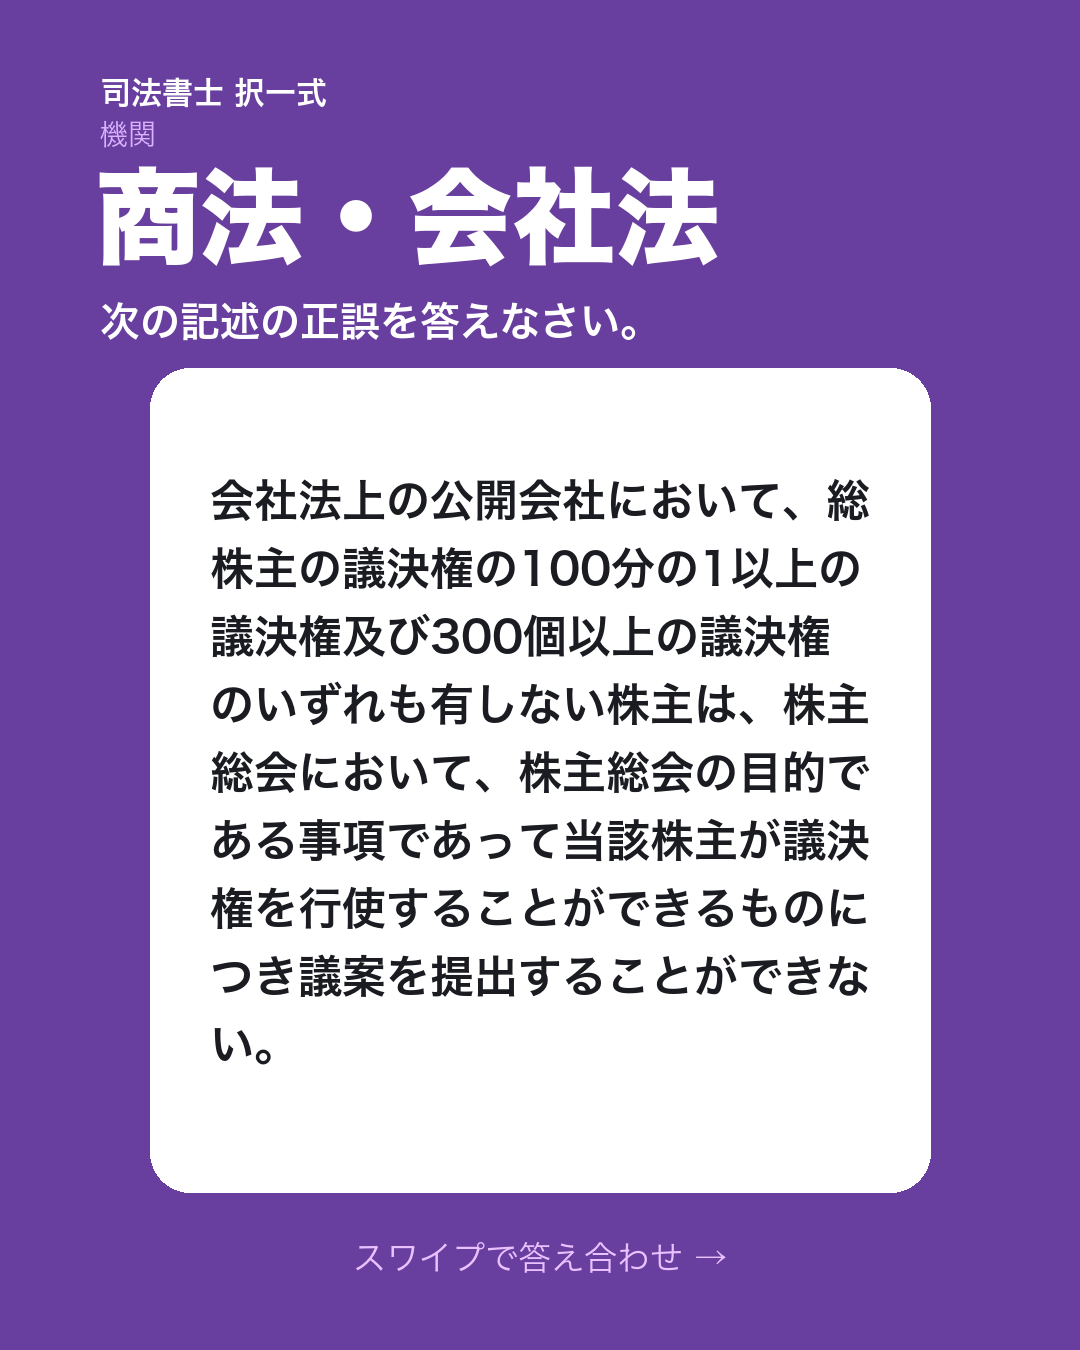 司法書士 択一式
機関
商法・会社法
次の記述の正誤を答えなさい。
会社法上の公開会社において、総
株主の議決権の100分の1以上の
議決権及び300個以上の議決権
のいずれも有しない株主は、株主
総会において、株主総会の目的で
ある事項であって当該株主が議決
権を行使することができるものに
つき議案を提出することができな
い。
スワイプで答え合わせ →